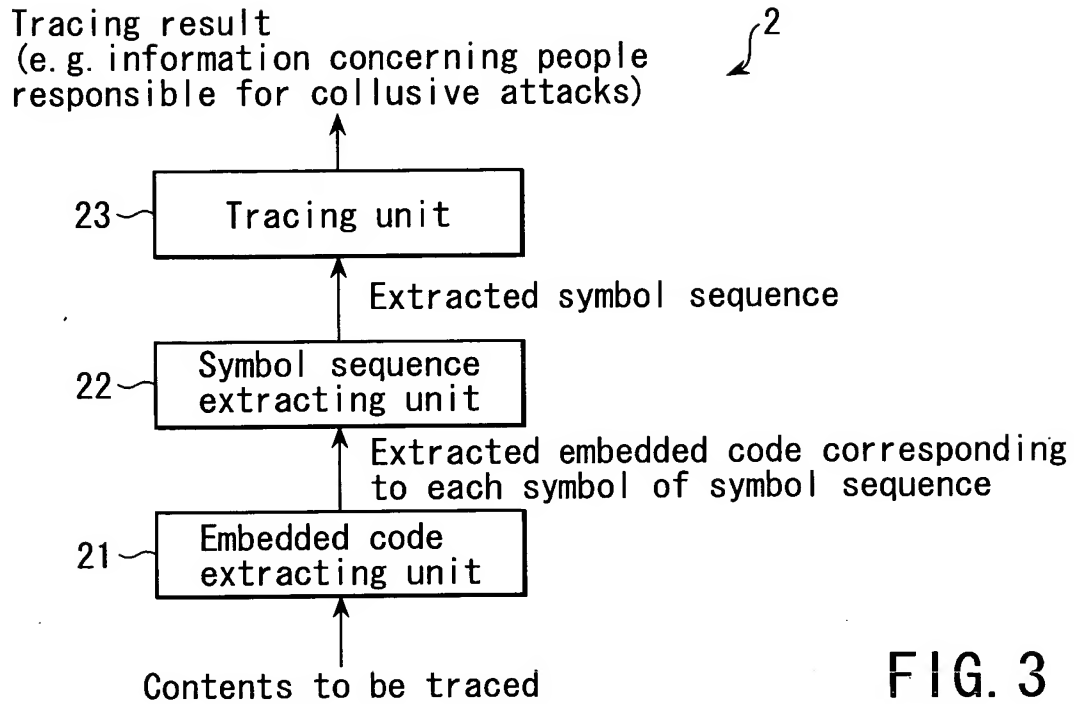 Tracing result
(e.g. information concerning people
responsible for collusive attacks)
2
23
Tracing unit
Extracted symbol sequence
22
Symbol sequence
extracting unit
Extracted embedded code corresponding
to each symbol of symbol sequence
21
Embedded code
extracting unit
Contents to be traced
FIG. 3